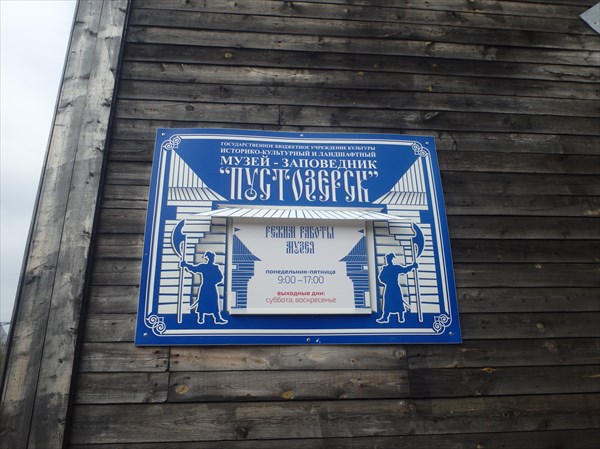 ГОСУДАРСТВЕННОЕ БЮДЖЕТНОЕ УЧРЕЖДЕНИЕ КУЛЬТУРЫ
ИСТОРИКО-КУЛЬТУРНЫЙ И ЛАНДШАФТНЫЙ
МУЗЕЙ - ЗАПОВЕДНИК
"ПУСТОЗЕРСК"
РЕЖИМ РАБОТЫ
МУЗЕЯ
ПОНЕДЕЛЬНИК-ПЯТНИЦА
9:00 – 17:00
ВЫХОДНЫЕ ДНИ:
суббота, воскресенье